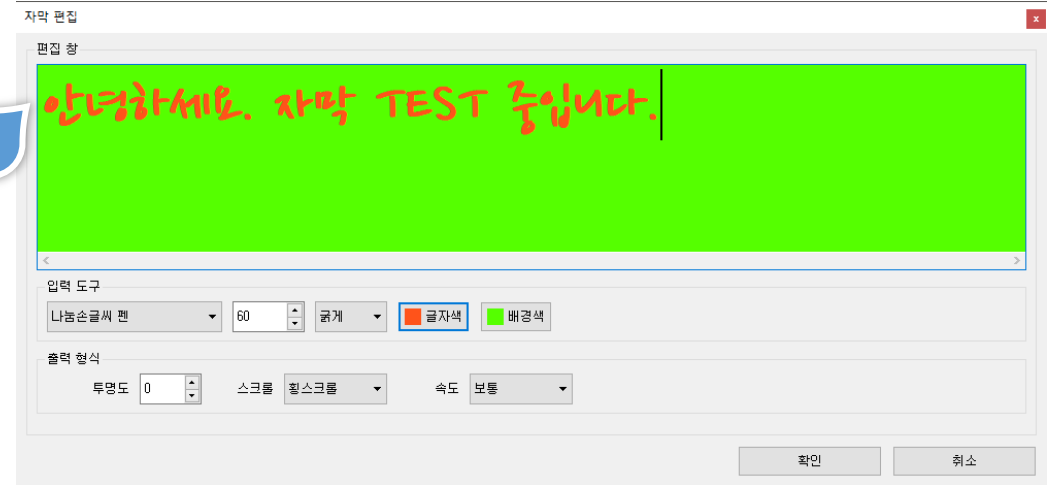 자막 편집
x
편집 창
안녕하세요. 자막 TEST 중입니다.
입력 도구
나눔손글씨 펜 60 굵게 글자색 배경색
출력 형식
투명도 0 스크롤 횡스크롤 속도 보통
확인 취소